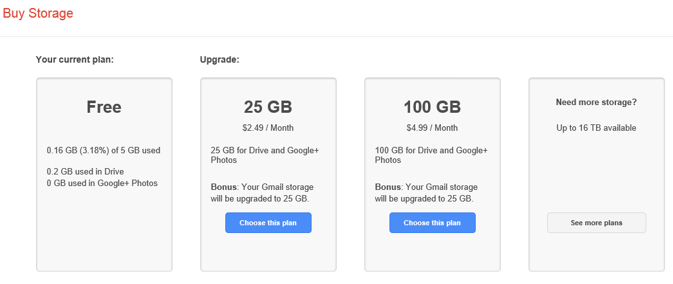 Buy Storage
Your current plan:
Upgrade:
Free
0.16 GB (3.18%) of 5 GB used
0.2 GB used in Drive
0 GB used in Google+ Photos
25 GB
$2.49 / Month
25 GB for Drive and Google+
Photos
Bonus: Your Gmail storage
will be upgraded to 25 GB.
Choose this plan
100 GB
$4.99 / Month
100 GB for Drive and Google+
Photos
Bonus: Your Gmail storage
will be upgraded to 25 GB.
Choose this plan
Need more storage?
Up to 16 TB available
See more plans